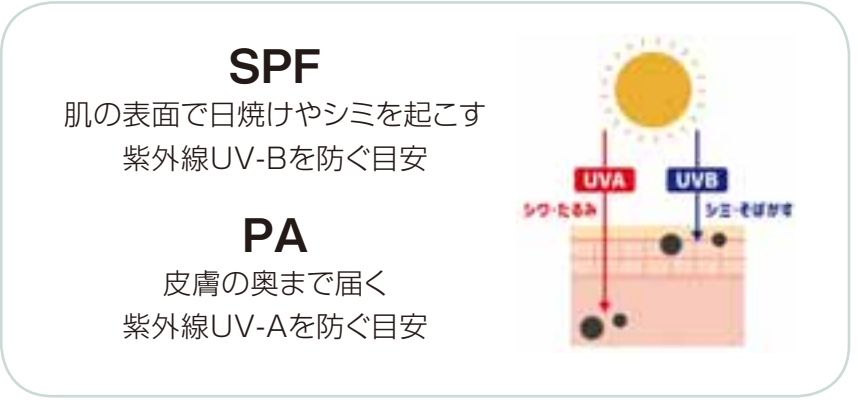 SPF
肌の表面で日焼けやシミを起こす
紫外線UV-Bを防ぐ目安
PA
皮膚の奥まで届く
紫外線UV-Aを防ぐ目安
UVA
UVB
シワ・たるみ
シミ・そばかす